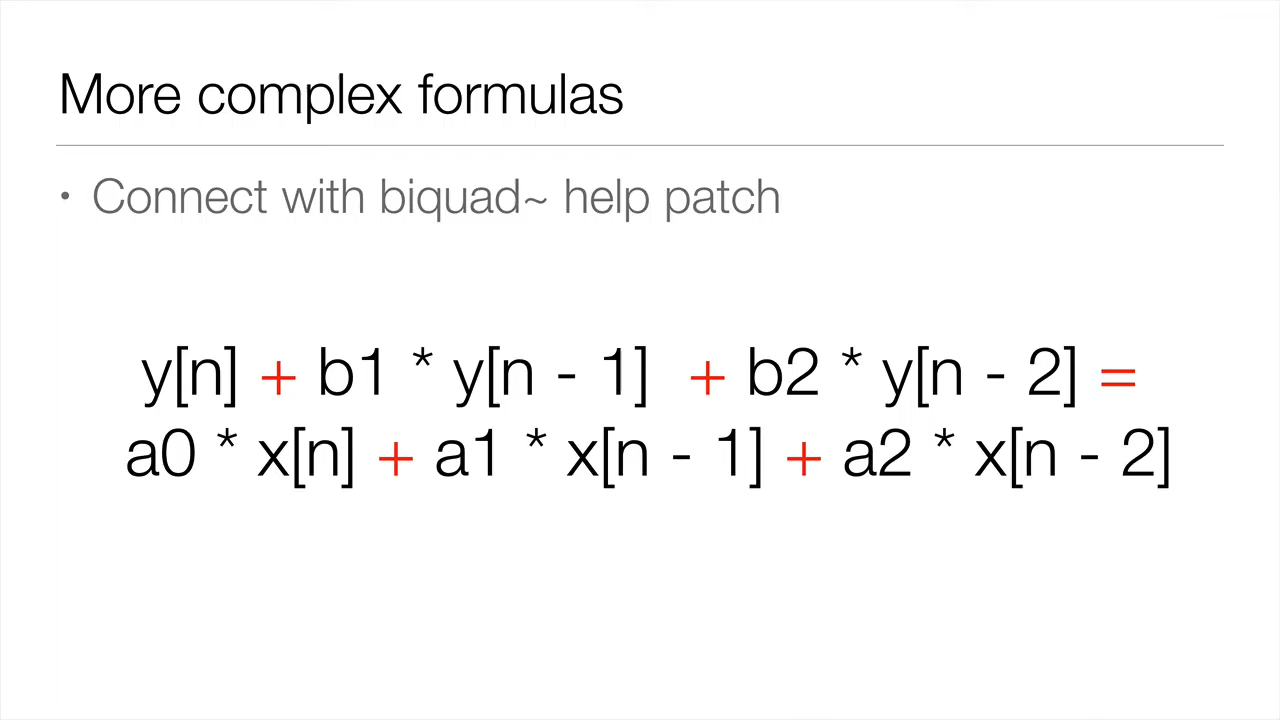 More complex formulas
• Connect with biquad~ help patch
y[n] + b1 * y[n - 1] + b2 * y[n - 2] =
a0 * x[n] + a1 * x[n - 1] + a2 * x[n - 2]